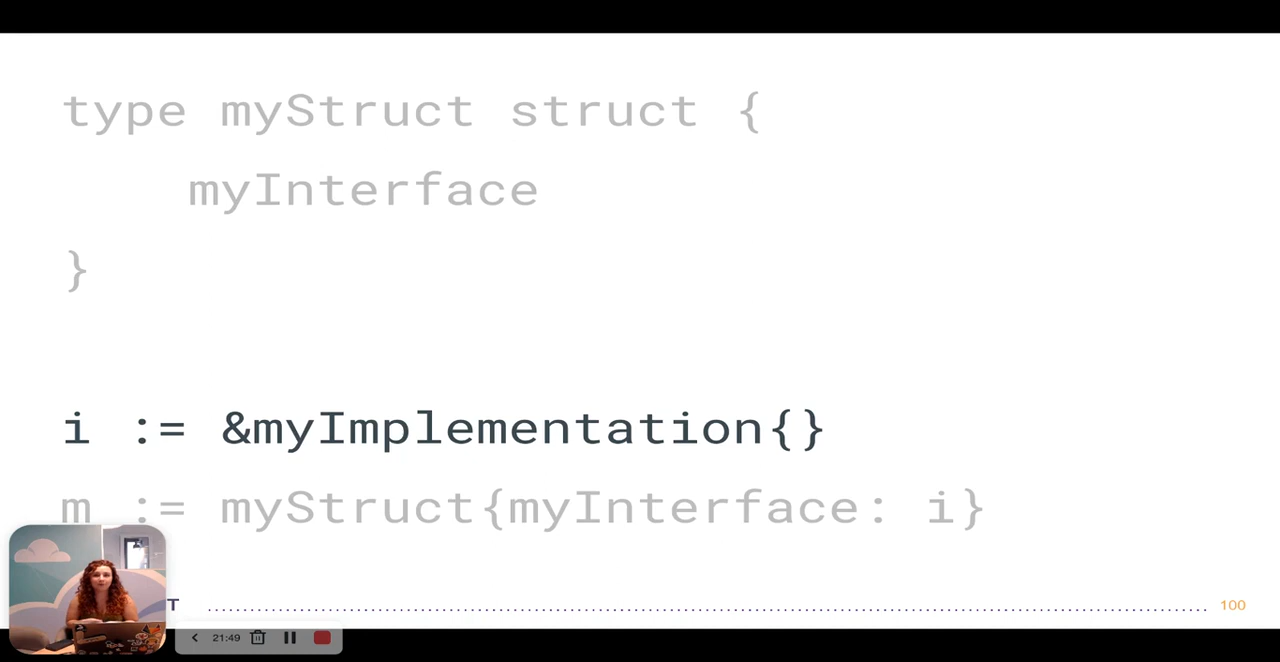 type myStruct struct {
myInterface
}
i := &myImplementation{}
m := myStruct{myInterface: i}
T
100
21:49